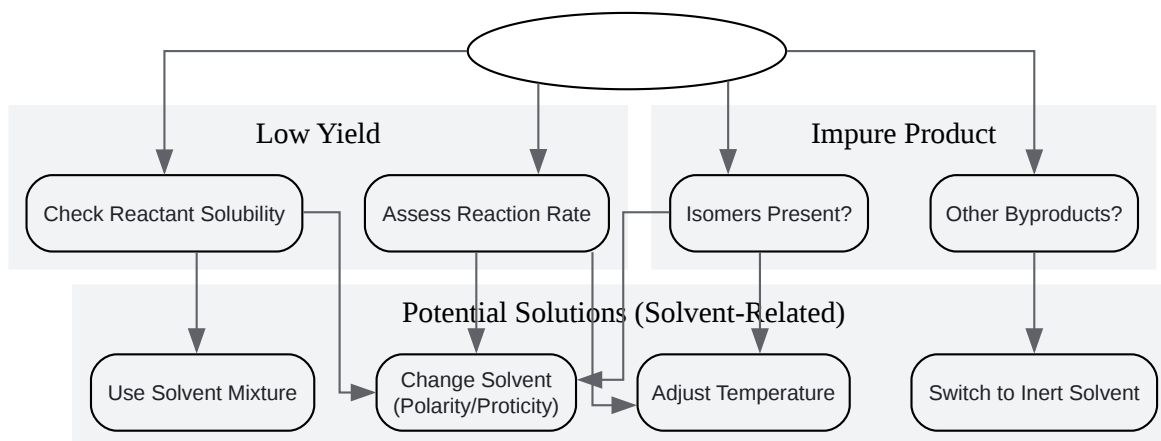 Low Yield
Impure Product
Check Reactant Solubility
Assess Reaction Rate
Isomers Present?
Other Byproducts?
Potential Solutions (Solvent-Related)
Use Solvent Mixture
Change Solvent
(Polarity/Proticity)
Adjust Temperature
Switch to Inert Solvent